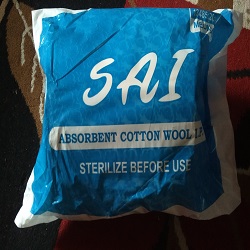 SAI
ABSORBENT COTTON WOOL I.P.
STERILIZE BEFORE USE